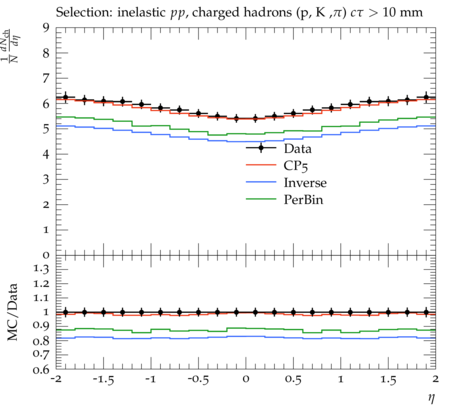 Selection: inelastic pp, charged hadrons (p, K ,π) cτ > 10 mm
1/N dN_ch/dη
9
8
7
6
5
4
3
2
1
0
Data
CP5
Inverse
PerBin
MC/Data
1.3
1.2
1.1
1
0.9
0.8
0.7
0.6
-2 -1.5 -1 -0.5 0 0.5 1 1.5 2
η